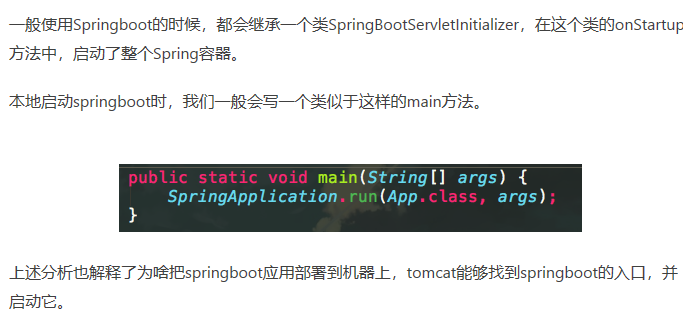 一般使用Springboot的时候，都会继承一个类SpringBootServletInitializer，在这个类的onStartup
方法中，启动了整个Spring容器。
本地启动springboot时，我们一般会写一个类似于这样的main方法。
public static void main(String[] args) {
    SpringApplication.run(App.class, args);
}
上述分析也解释了为啥把springboot应用部署到机器上，tomcat能够找到springboot的入口，并
启动它。